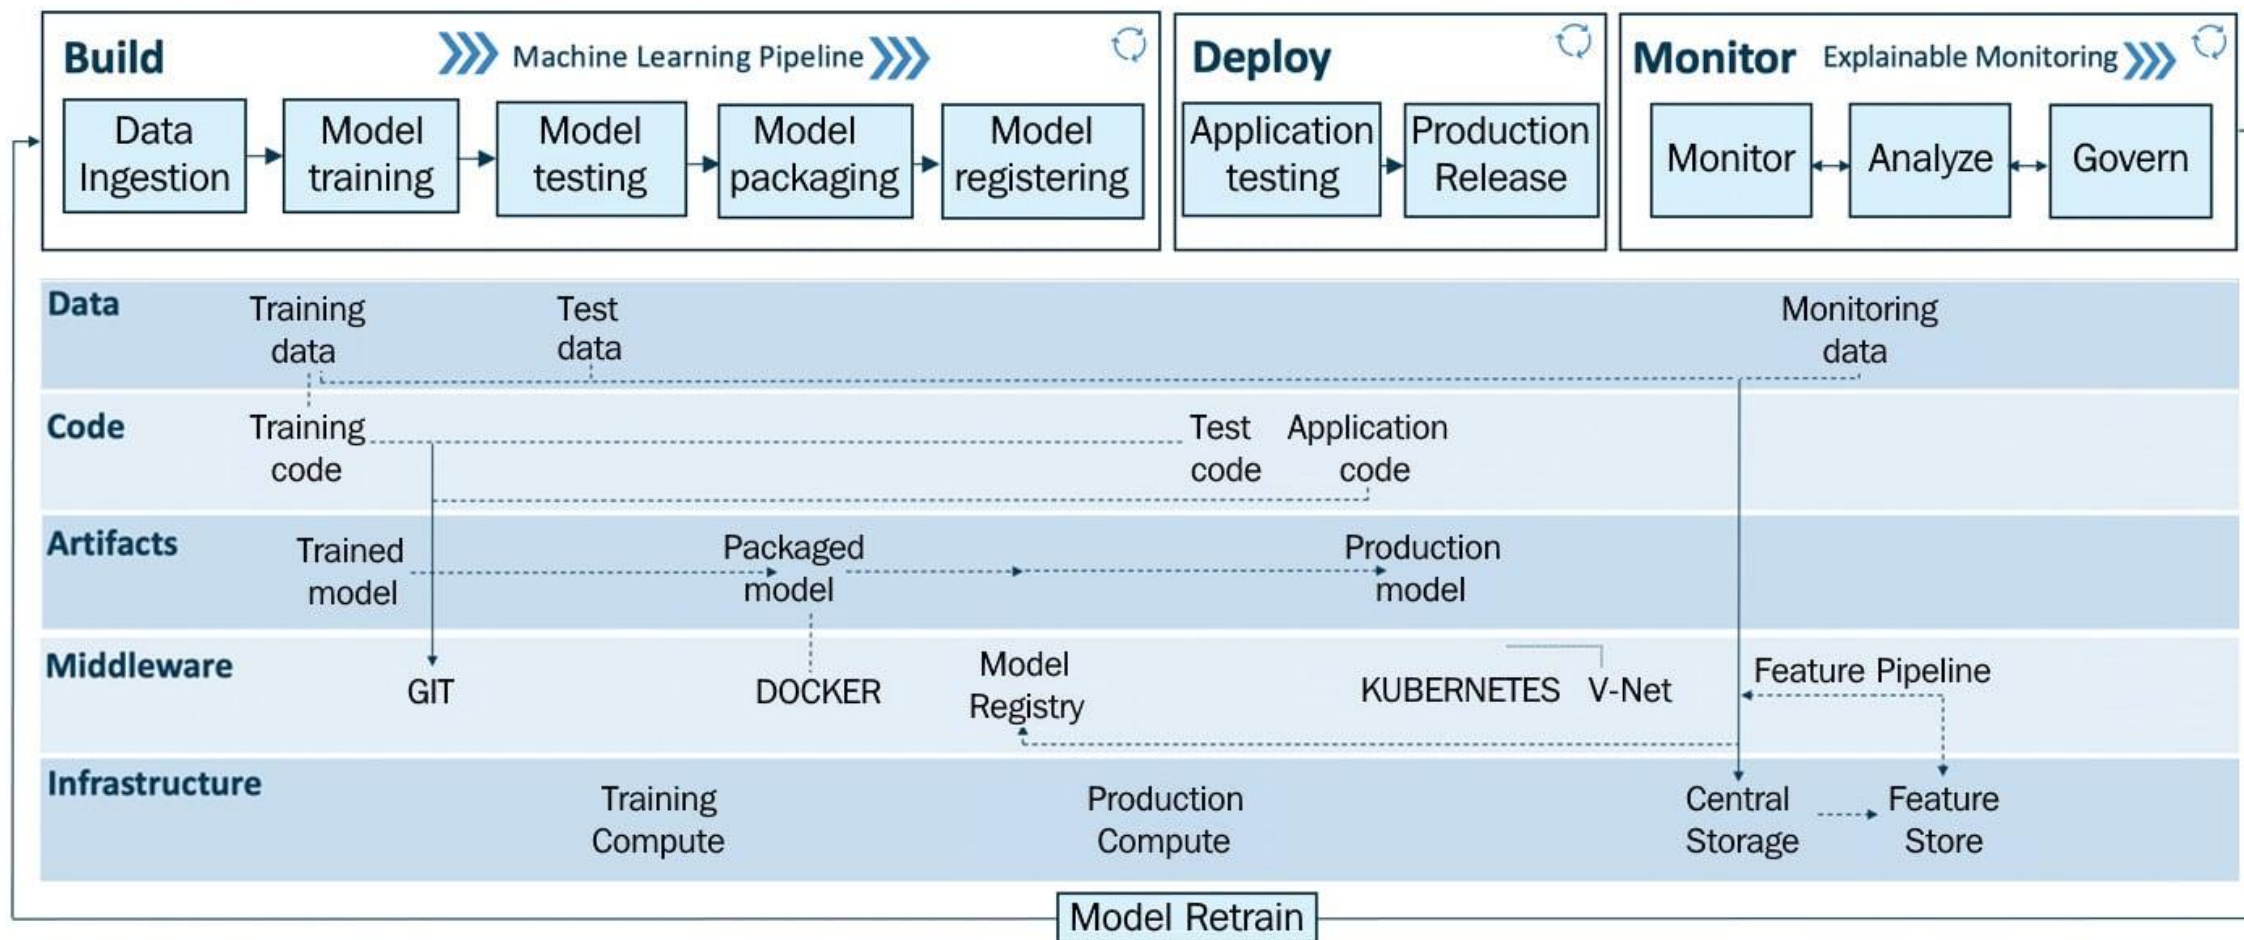 Build
Machine Learning Pipeline
Data
Ingestion
Model
training
Model
testing
Model
packaging
Model
registering
Deploy
Application
testing
Production
Release
Monitor
Explainable Monitoring
Monitor
Analyze
Govern
Data
Training
data
Test
data
Monitoring
data
Code
Training
code
Test
code
Application
code
Artifacts
Trained
model
Packaged
model
Production
model
Middleware
GIT
DOCKER
Model
Registry
KUBERNETES
V-Net
Feature Pipeline
Infrastructure
Training
Compute
Production
Compute
Central
Storage
Feature
Store
Model Retrain